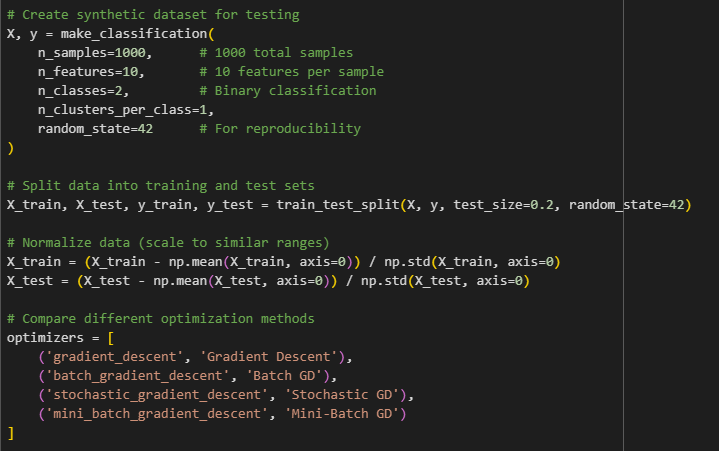 # Create synthetic dataset for testing
X, y = make_classification(
    n_samples=1000,      # 1000 total samples
    n_features=10,       # 10 features per sample
    n_classes=2,         # Binary classification
    n_clusters_per_class=1,
    random_state=42      # For reproducibility
)
# Split data into training and test sets
X_train, X_test, y_train, y_test = train_test_split(X, y, test_size=0.2, random_state=42)
# Normalize data (scale to similar ranges)
X_train = (X_train - np.mean(X_train, axis=0)) / np.std(X_train, axis=0)
X_test = (X_test - np.mean(X_test, axis=0)) / np.std(X_test, axis=0)
# Compare different optimization methods
optimizers = [
    ('gradient_descent', 'Gradient Descent'),
    ('batch_gradient_descent', 'Batch GD'),
    ('stochastic_gradient_descent', 'Stochastic GD'),
    ('mini_batch_gradient_descent', 'Mini-Batch GD')
]